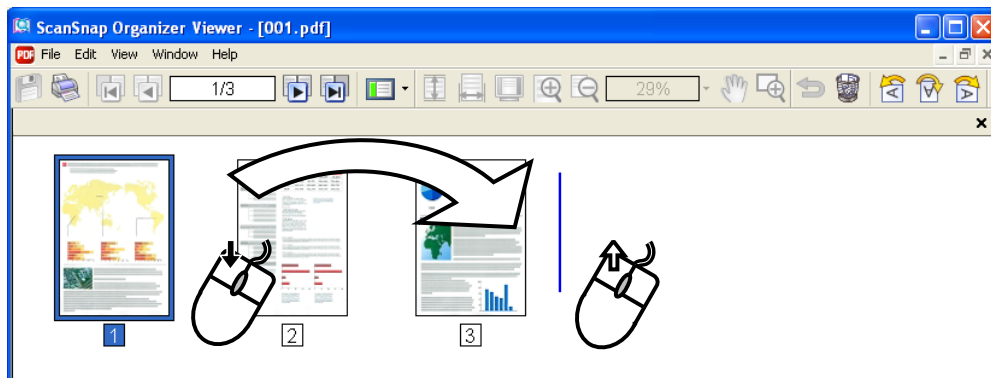 ScanSnap Organizer Viewer - [001.pdf]
PDF File Edit View Window Help
1/3 29% A A A
1 2 3